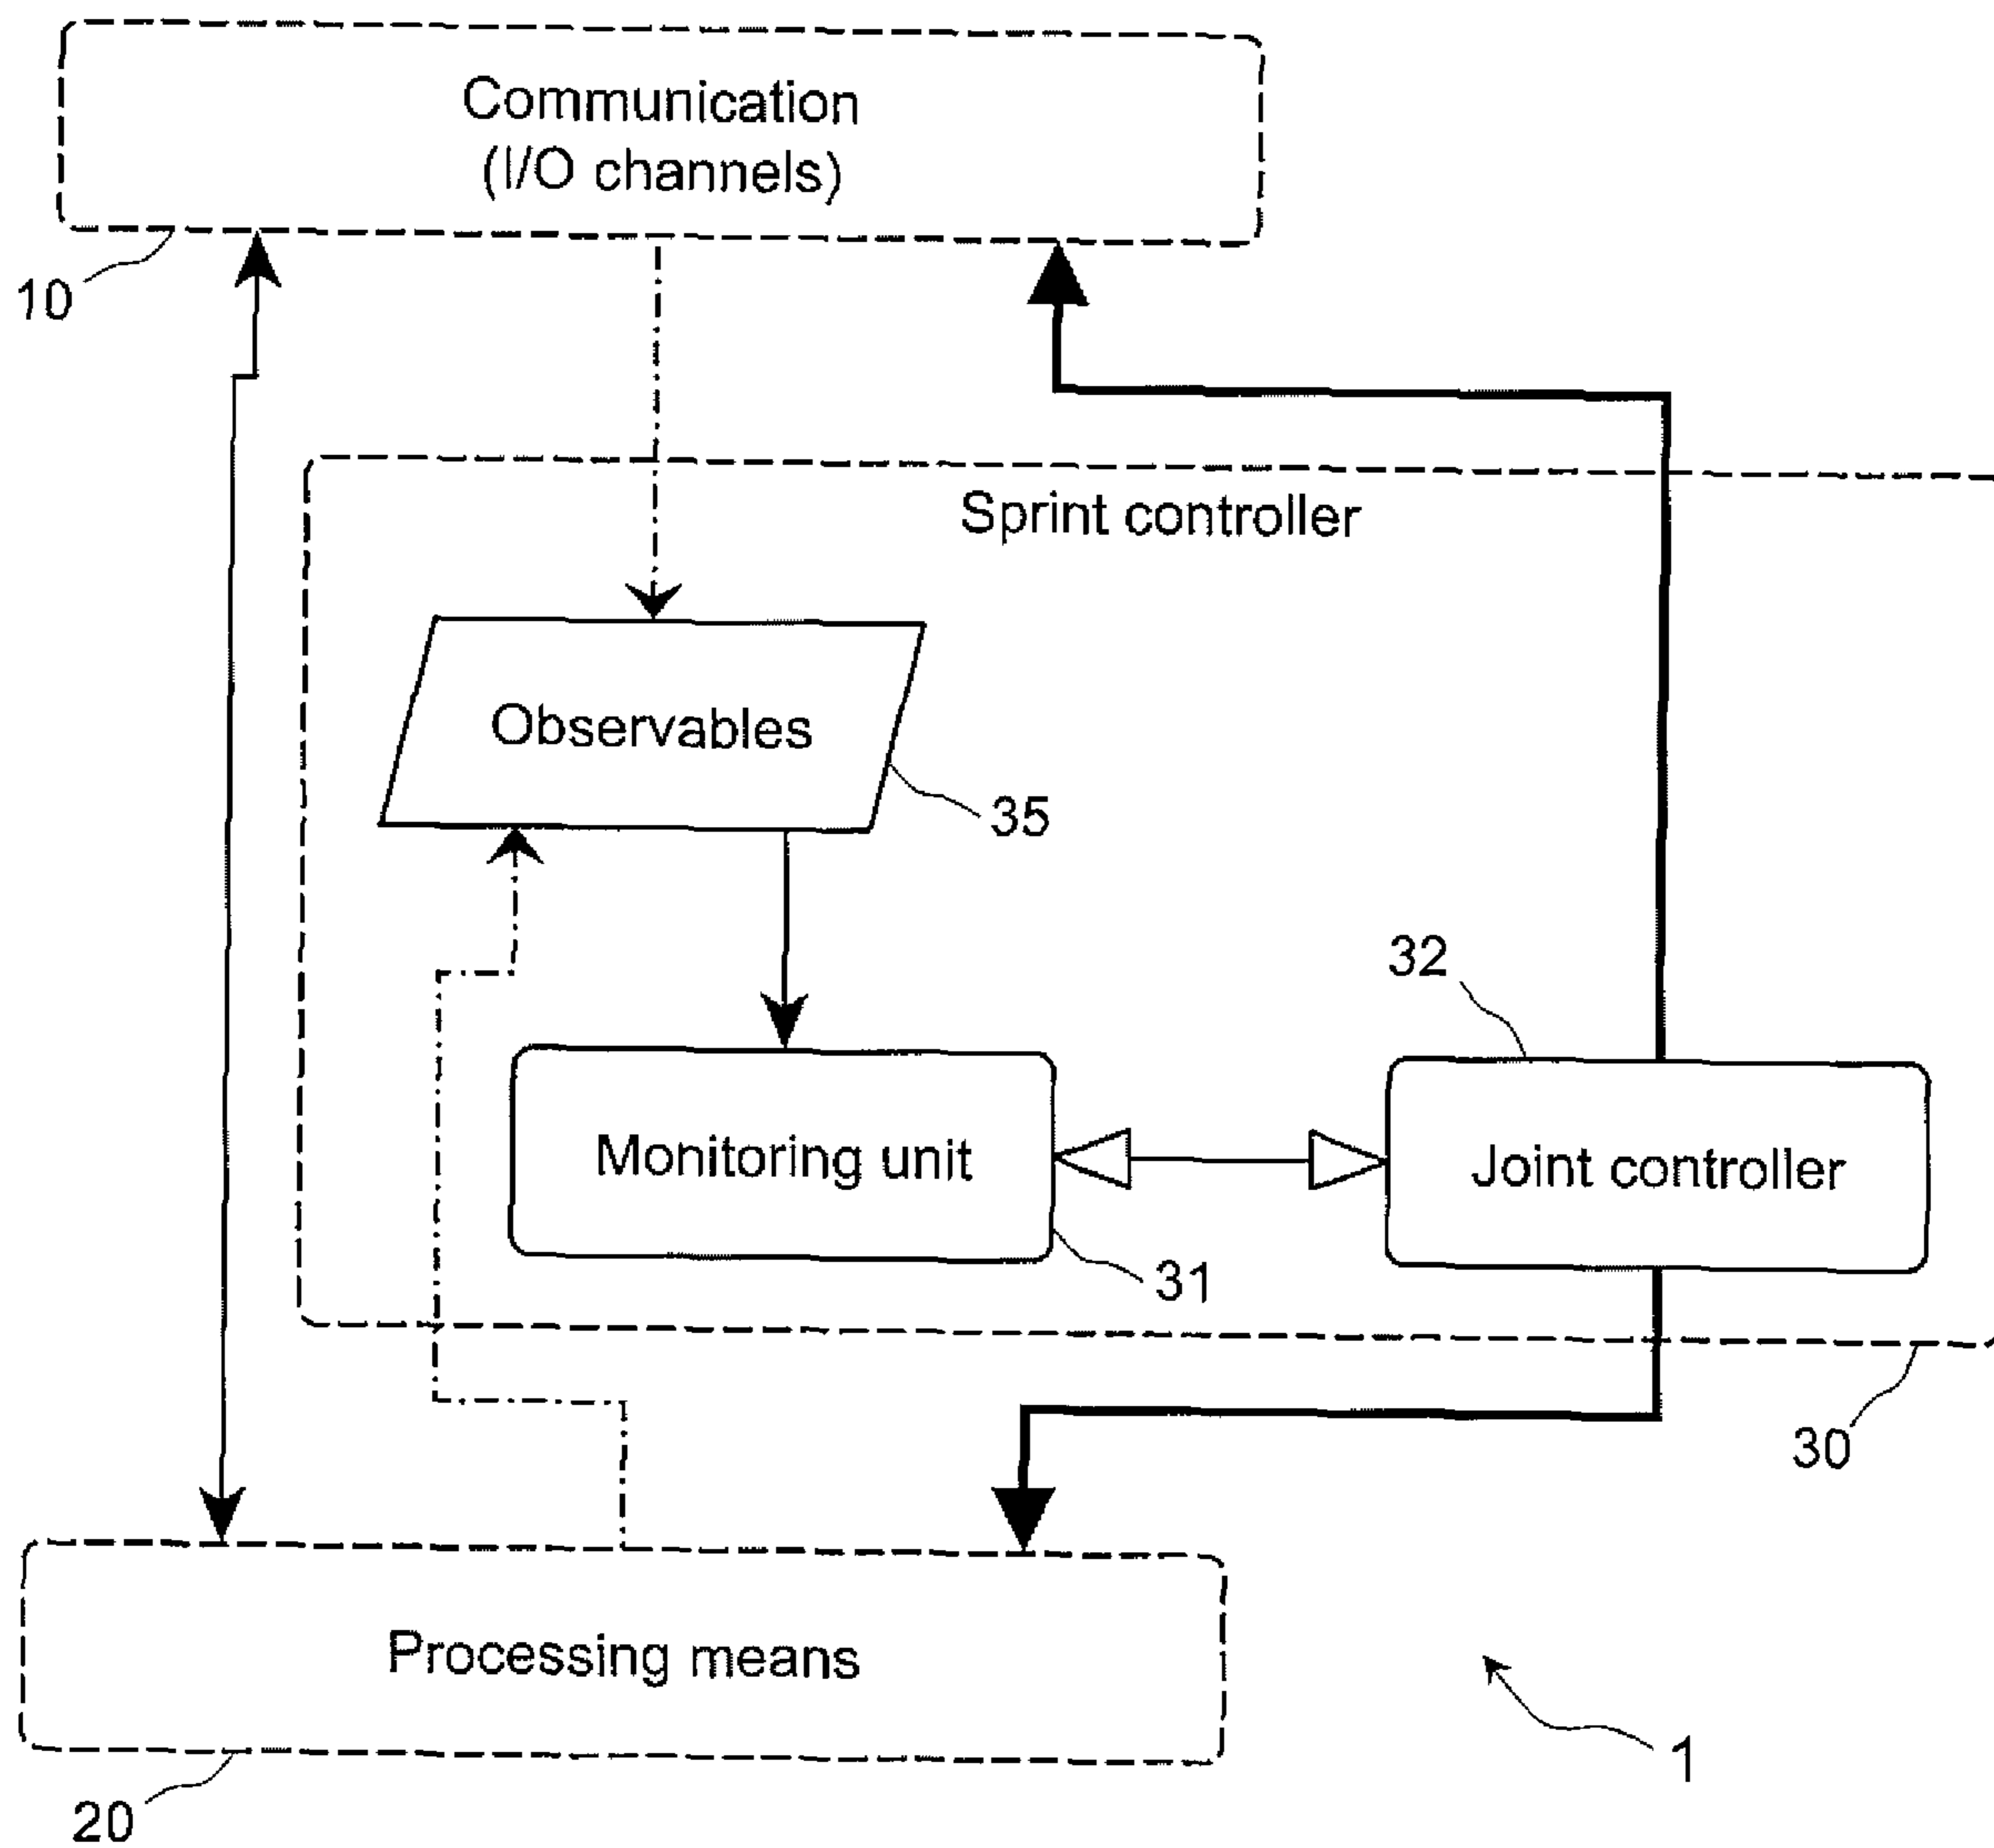 Communication
(I/O channels)
10
Sprint controller
Observables
35
32
Monitoring unit
Joint controller
31
30
Processing means
1
20